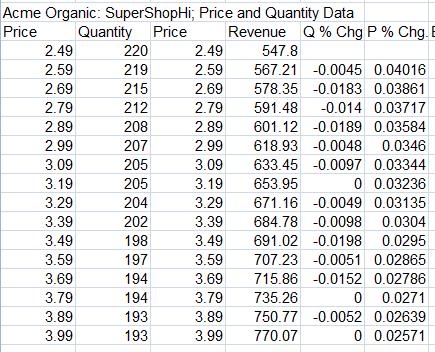 Acme Organic: SuperShopHi; Price and Quantity Data
Price Quantity Price Revenue Q % Chg P % Chg.
2.49 220 2.49 547.8
2.59 219 2.59 567.21 -0.0045 0.04016
2.69 215 2.69 578.35 -0.0183 0.03861
2.79 212 2.79 591.48 -0.014 0.03717
2.89 208 2.89 601.12 -0.0189 0.03584
2.99 207 2.99 618.93 -0.0048 0.0346
3.09 205 3.09 633.45 -0.0097 0.03344
3.19 205 3.19 653.95 0 0.03236
3.29 204 3.29 671.16 -0.0049 0.03135
3.39 202 3.39 684.78 -0.0098 0.0304
3.49 198 3.49 691.02 -0.0198 0.0295
3.59 197 3.59 707.23 -0.0051 0.02865
3.69 194 3.69 715.86 -0.0152 0.02786
3.79 194 3.79 735.26 0 0.0271
3.89 193 3.89 750.77 -0.0052 0.02639
3.99 193 3.99 770.07 0 0.02571